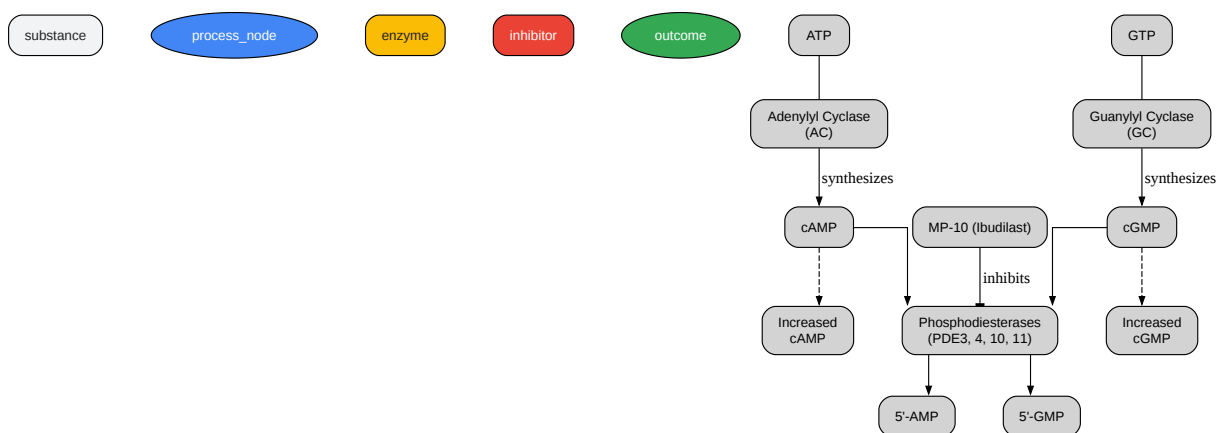 substance
process_node
enzyme
inhibitor
outcome
ATP
GTP
Adenylyl Cyclase
(AC)
Guanylyl Cyclase
(GC)
synthesizes
synthesizes
cAMP
MP-10 (Ibudilast)
cGMP
inhibits
Increased
cAMP
Phosphodiesterases
(PDE3, 4, 10, 11)
Increased
cGMP
5'-AMP
5'-GMP